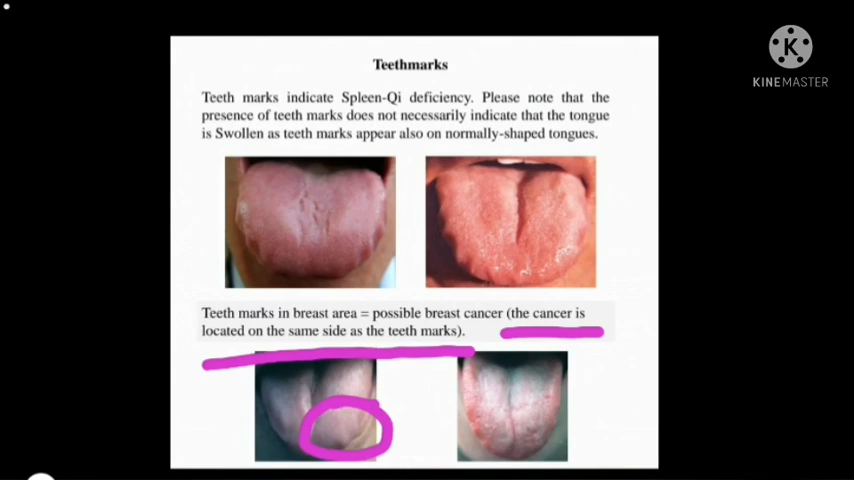 KINEMASTER
Teethmarks
Teeth marks indicate Spleen-Qi deficiency. Please note that the
presence of teeth marks does not necessarily indicate that the tongue
is Swollen as teeth marks appear also on normally-shaped tongues.
Teeth marks in breast area = possible breast cancer (the cancer is
located on the same side as the teeth marks).